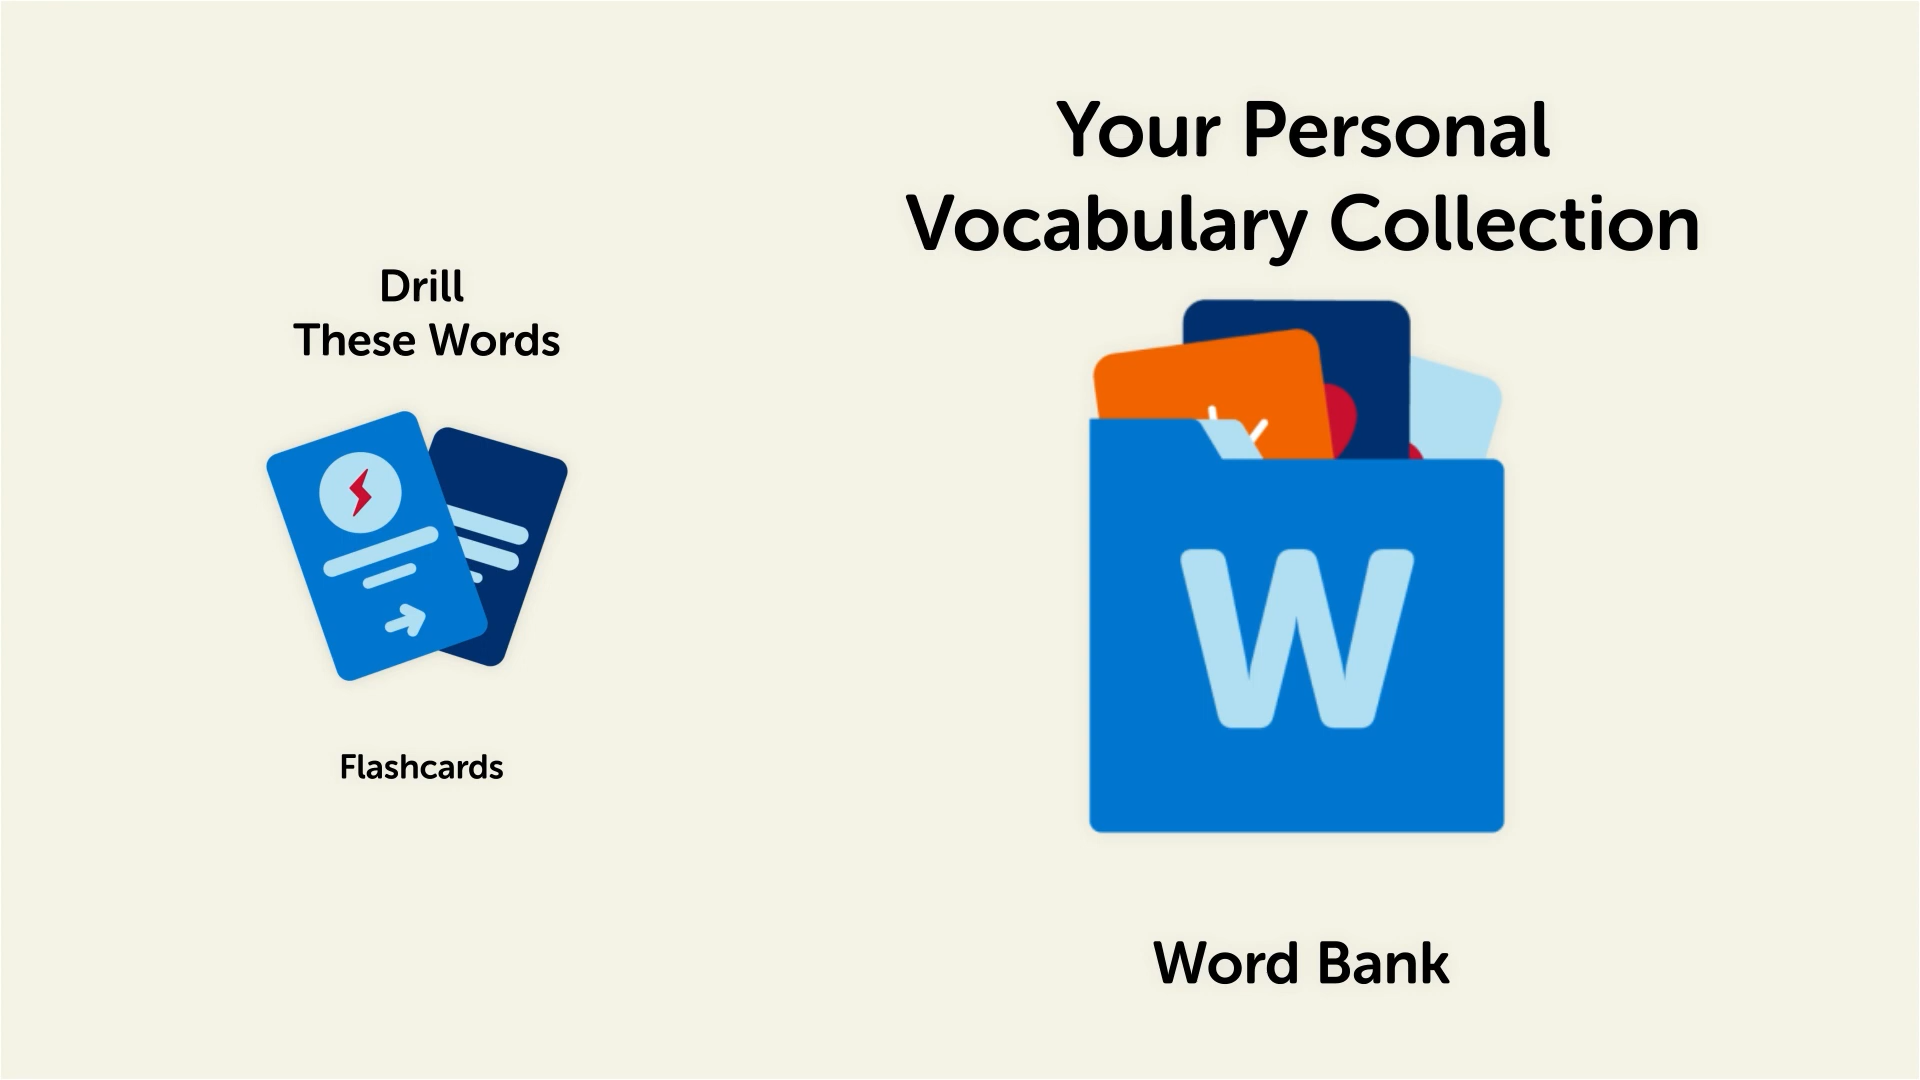 Drill
These Words
Flashcards
Your Personal
Vocabulary Collection
W
Word Bank